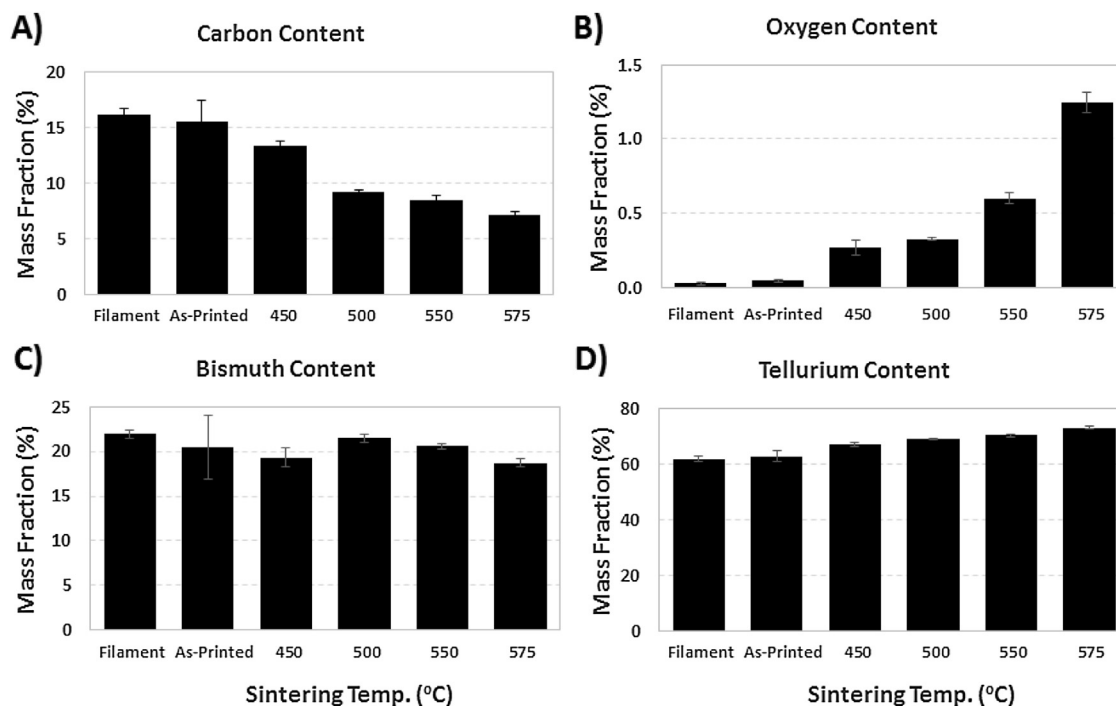 A)
Carbon Content
Mass Fraction (%)
20
15
10
5
0
Filament As-Printed 450 500 550 575
B)
Oxygen Content
Mass Fraction (%)
1.5
1.0
0.5
0.0
Filament As-Printed 450 500 550 575
C)
Bismuth Content
Mass Fraction (%)
25
20
15
10
5
0
Filament As-Printed 450 500 550 575
Sintering Temp. (ºC)
D)
Tellurium Content
Mass Fraction (%)
80
60
40
20
0
Filament As-Printed 450 500 550 575
Sintering Temp. (ºC)